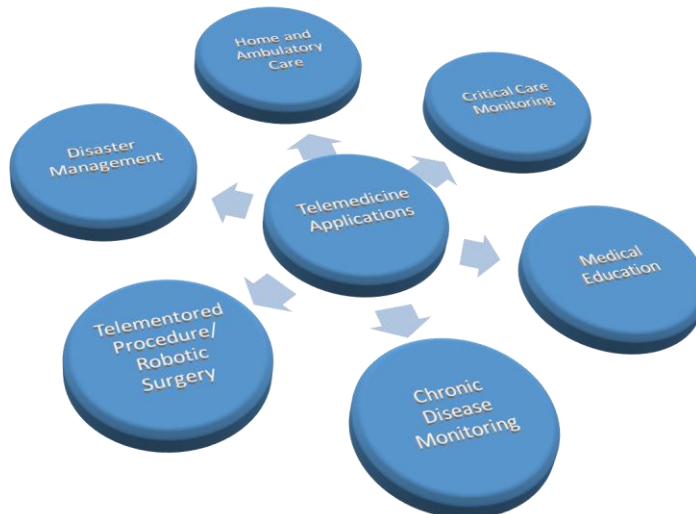 Home and
Ambulatory
Care
Critical Care
Monitoring
Disaster
Management
Telemedicine
Applications
Medical
Education
Telementored
Procedure/
Robotic
Surgery
Chronic
Disease
Monitoring